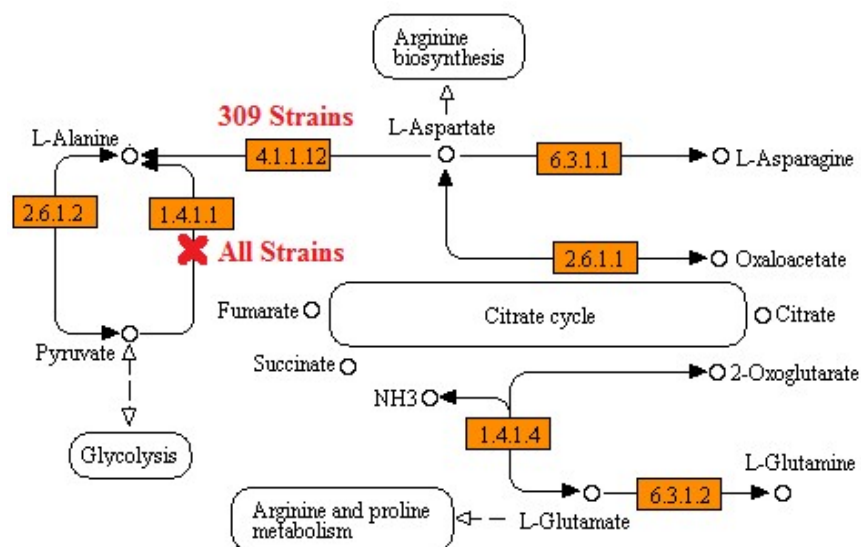 Arginine
biosynthesis
309 Strains
L-Aspartate
L-Alanine
4.1.1.12
6.3.1.1
L-Asparagine
2.6.1.2
1.4.1.1
All Strains
2.6.1.1
Oxaloacetate
Fumarate
Citrate cycle
Citrate
Pyruvate
Succinate
2-Oxoglutarate
NH3
1.4.1.4
Glycolysis
L-Glutamine
6.3.1.2
Arginine and proline
metabolism
L-Glutamate